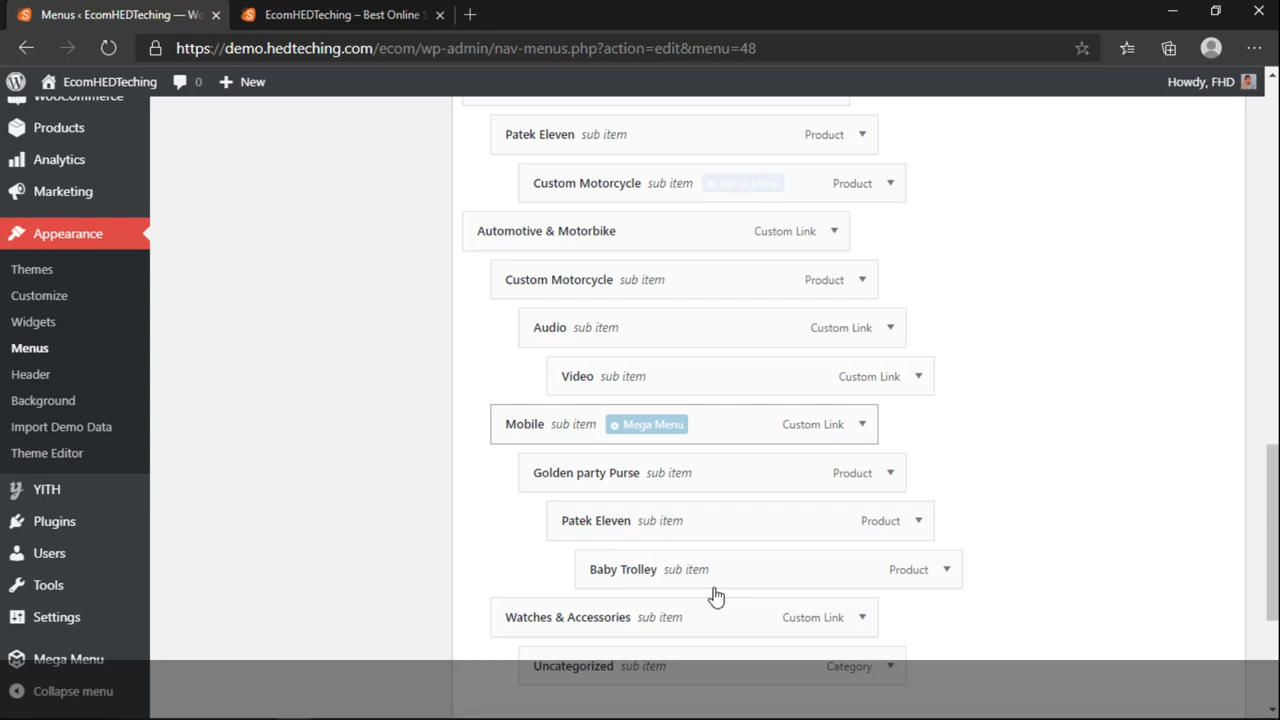 Menus ‹ EcomHEDTeching — Wo
EcomHEDTeching – Best Online S
https://demo.hedteching.com/ecom/wp-admin/nav-menus.php?action=edit&menu=48
EcomHEDTeching 0 New Howdy, FHD
WooCommerce
Products
Analytics
Marketing
Appearance
Themes
Customize
Widgets
Menus
Header
Background
Import Demo Data
Theme Editor
YITH
Plugins
Users
Tools
Settings
Mega Menu
Collapse menu
Patek Eleven sub item Product
Custom Motorcycle sub item Mega Menu Product
Automotive & Motorbike Custom Link
Custom Motorcycle sub item Product
Audio sub item Custom Link
Video sub item Custom Link
Mobile sub item Mega Menu Custom Link
Golden party Purse sub item Product
Patek Eleven sub item Product
Baby Trolley sub item Product
Watches & Accessories sub item Custom Link
Uncategorized sub item Category